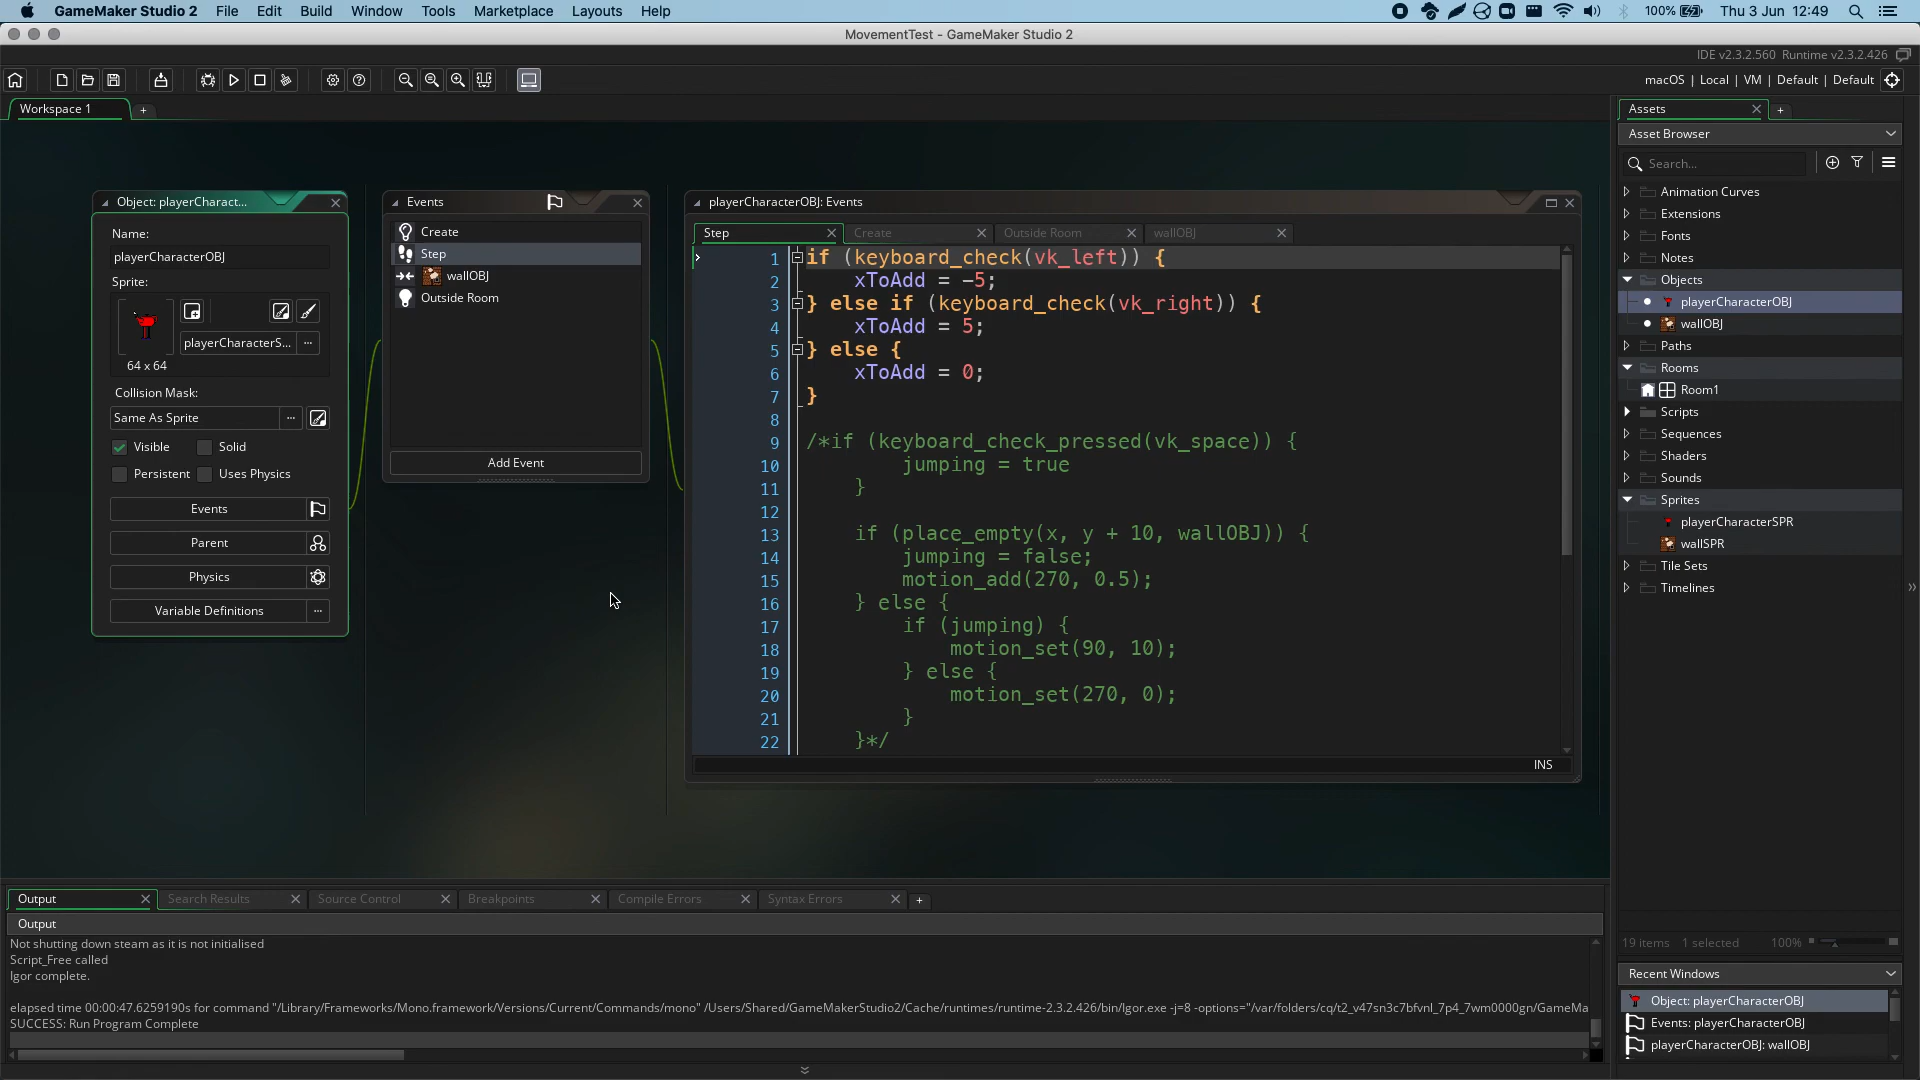 GameMaker Studio 2 File Edit Build Window Tools Marketplace Layouts Help 100% Thu 3 Jun 12:49
MovementTest - GameMaker Studio 2
IDE v2.3.2.560 Runtime v2.3.2.426
macOS | Local | VM | Default | Default
Workspace 1 +
Object: playerCharact...
Name:
playerCharacterOBJ
Sprite:
playerCharacterS... ...
64 x 64
Collision Mask:
Same As Sprite ...
Visible Solid
Persistent Uses Physics
Events
Parent
Physics
Variable Definitions ...
Events
Create
Step
wallOBJ
Outside Room
Add Event
playerCharacterOBJ: Events
Step Create Outside Room wallOBJ
1 if (keyboard_check(vk_left)) {
2 xToAdd = -5;
3 } else if (keyboard_check(vk_right)) {
4 xToAdd = 5;
5 } else {
6 xToAdd = 0;
7 }
8
9 /*if (keyboard_check_pressed(vk_space)) {
10 jumping = true
11 }
12
13 if (place_empty(x, y + 10, wallOBJ)) {
14 jumping = false;
15 motion_add(270, 0.5);
16 } else {
17 if (jumping) {
18 motion_set(90, 10);
19 } else {
20 motion_set(270, 0);
21 }
22 }*/
INS
Assets +
Asset Browser
Search...
Animation Curves
Extensions
Fonts
Notes
Objects
playerCharacterOBJ
wallOBJ
Paths
Rooms
Room1
Scripts
Sequences
Shaders
Sounds
Sprites
playerCharacterSPR
wallSPR
Tile Sets
Timelines
19 items 1 selected 100%
Recent Windows
Object: playerCharacterOBJ
Events: playerCharacterOBJ
playerCharacterOBJ: wallOBJ
Output Search Results Source Control Breakpoints Compile Errors Syntax Errors +
Output
Not shutting down steam as it is not initialised
Script_Free called
Igor complete.
elapsed time 00:00:47.6259190s for command "/Library/Frameworks/Mono.framework/Versions/Current/Commands/mono" /Users/Shared/GameMakerStudio2/Cache/runtimes/runtime-2.3.2.426/bin/Igor.exe -j=8 -options="/var/folders/cq/t2_v47sn3c7bfvnl_7p4_7wm0000gn/GameMa
SUCCESS: Run Program Complete